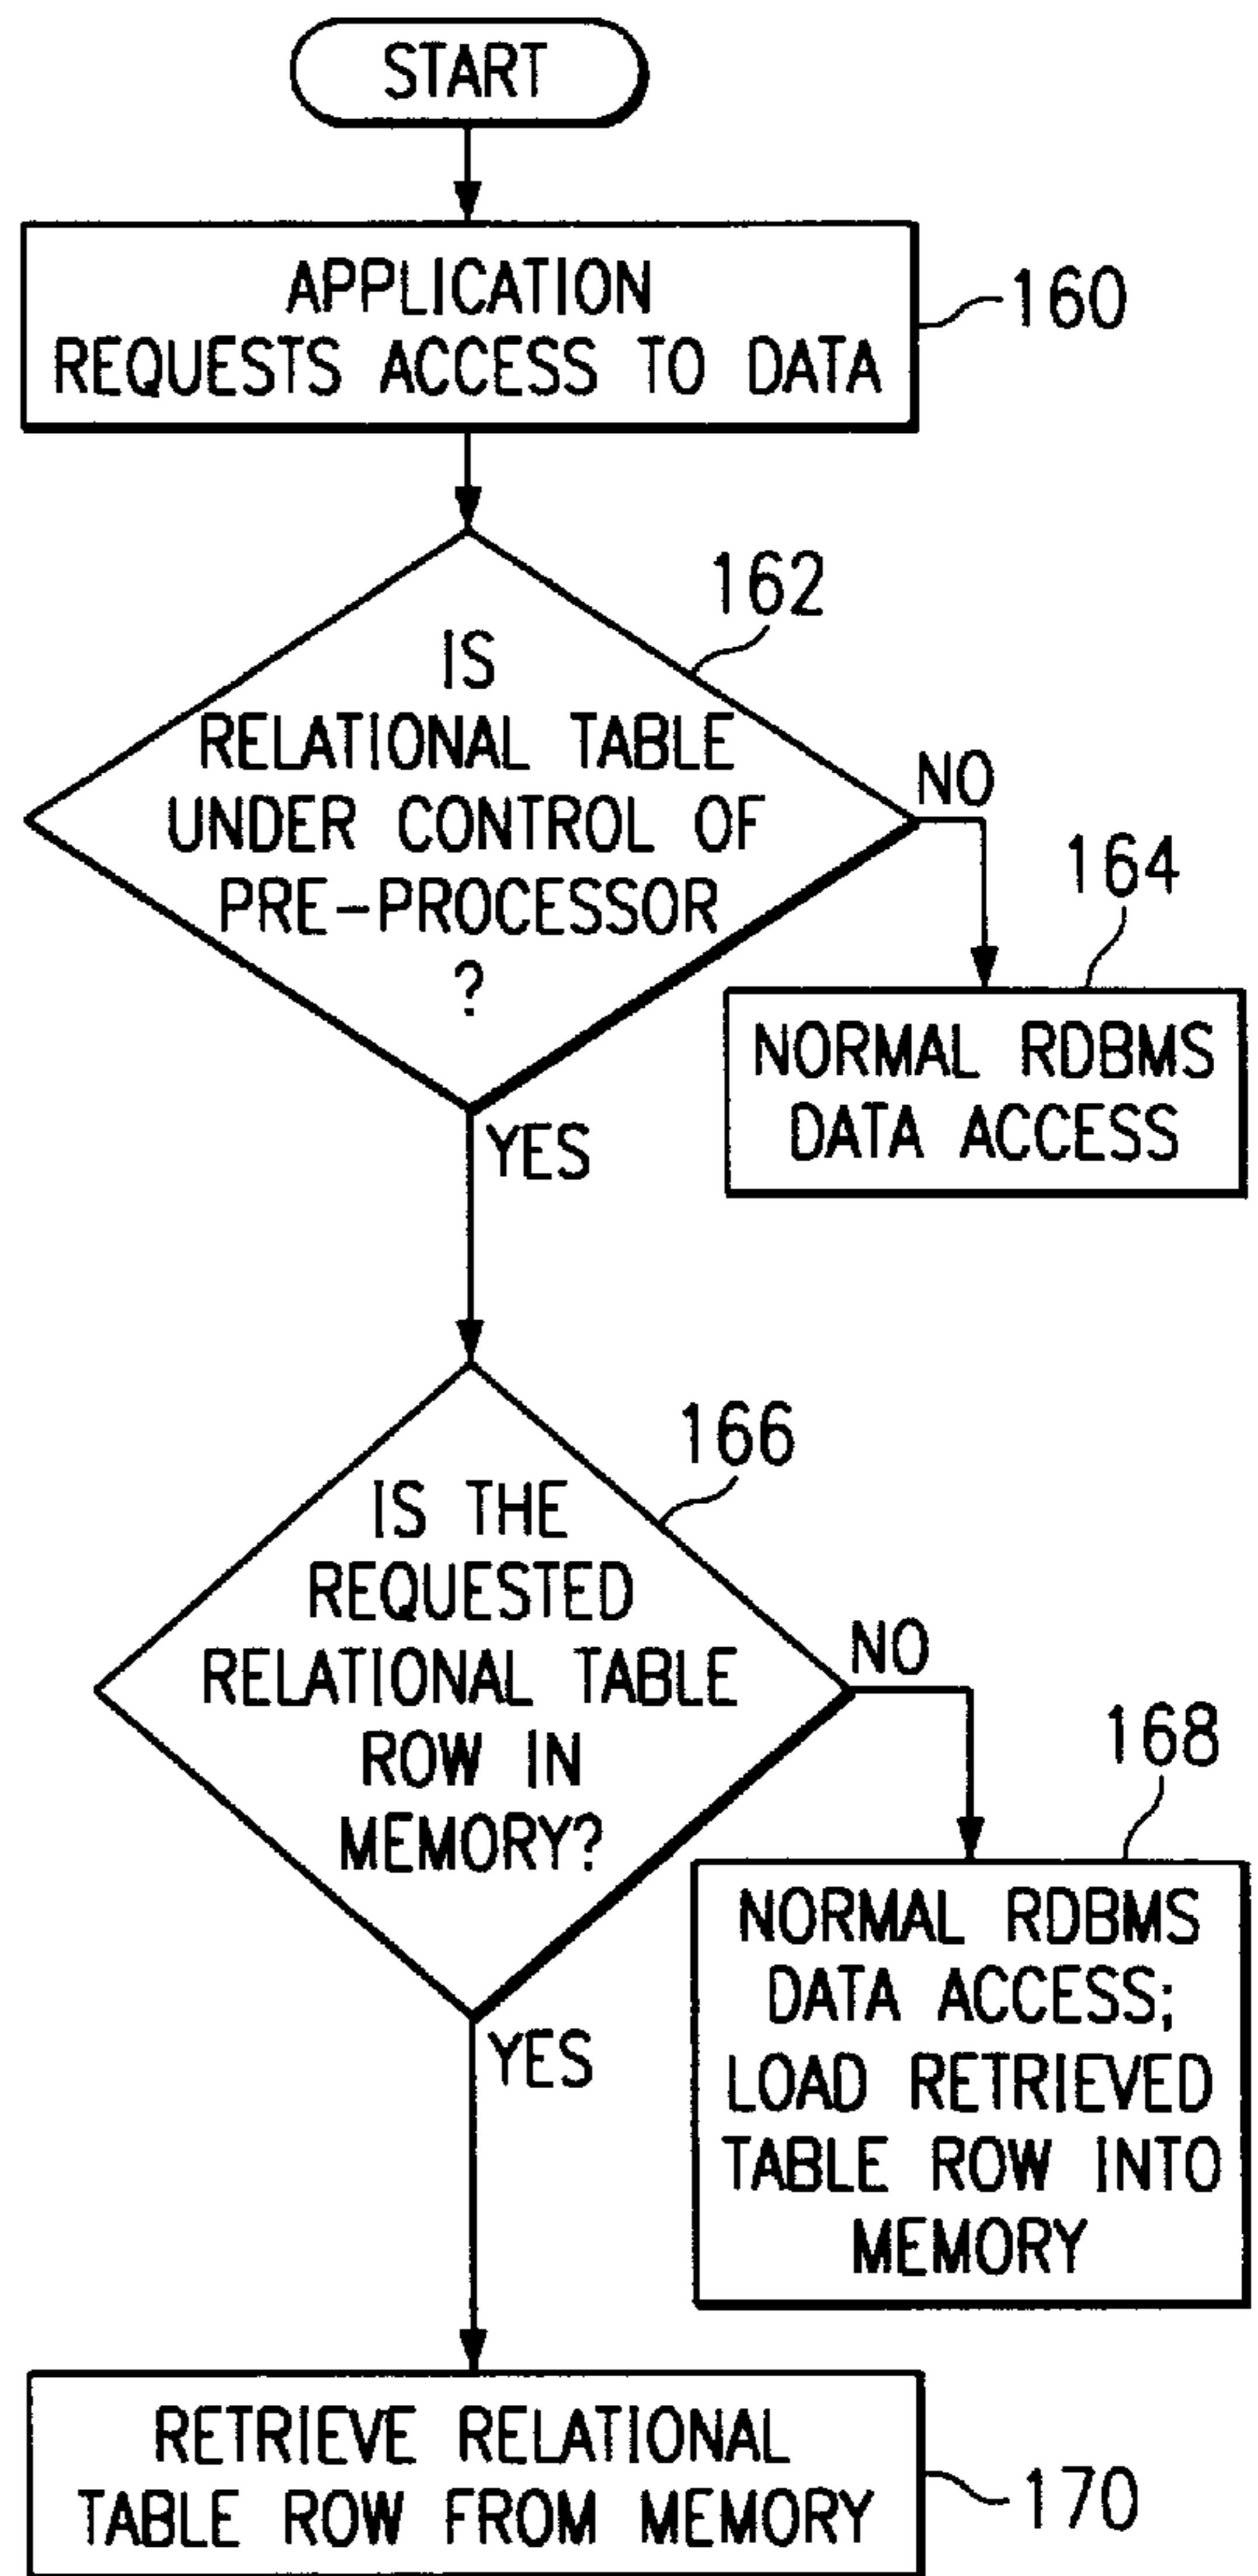 START
APPLICATION
REQUESTS ACCESS TO DATA
160
162
IS
RELATIONAL TABLE
UNDER CONTROL OF
PRE-PROCESSOR
?
NO
164
NORMAL RDBMS
DATA ACCESS
YES
166
IS THE
REQUESTED
RELATIONAL TABLE
ROW IN
MEMORY?
NO
168
NORMAL RDBMS
DATA ACCESS;
LOAD RETRIEVED
TABLE ROW INTO
MEMORY
YES
RETRIEVE RELATIONAL
TABLE ROW FROM MEMORY
170